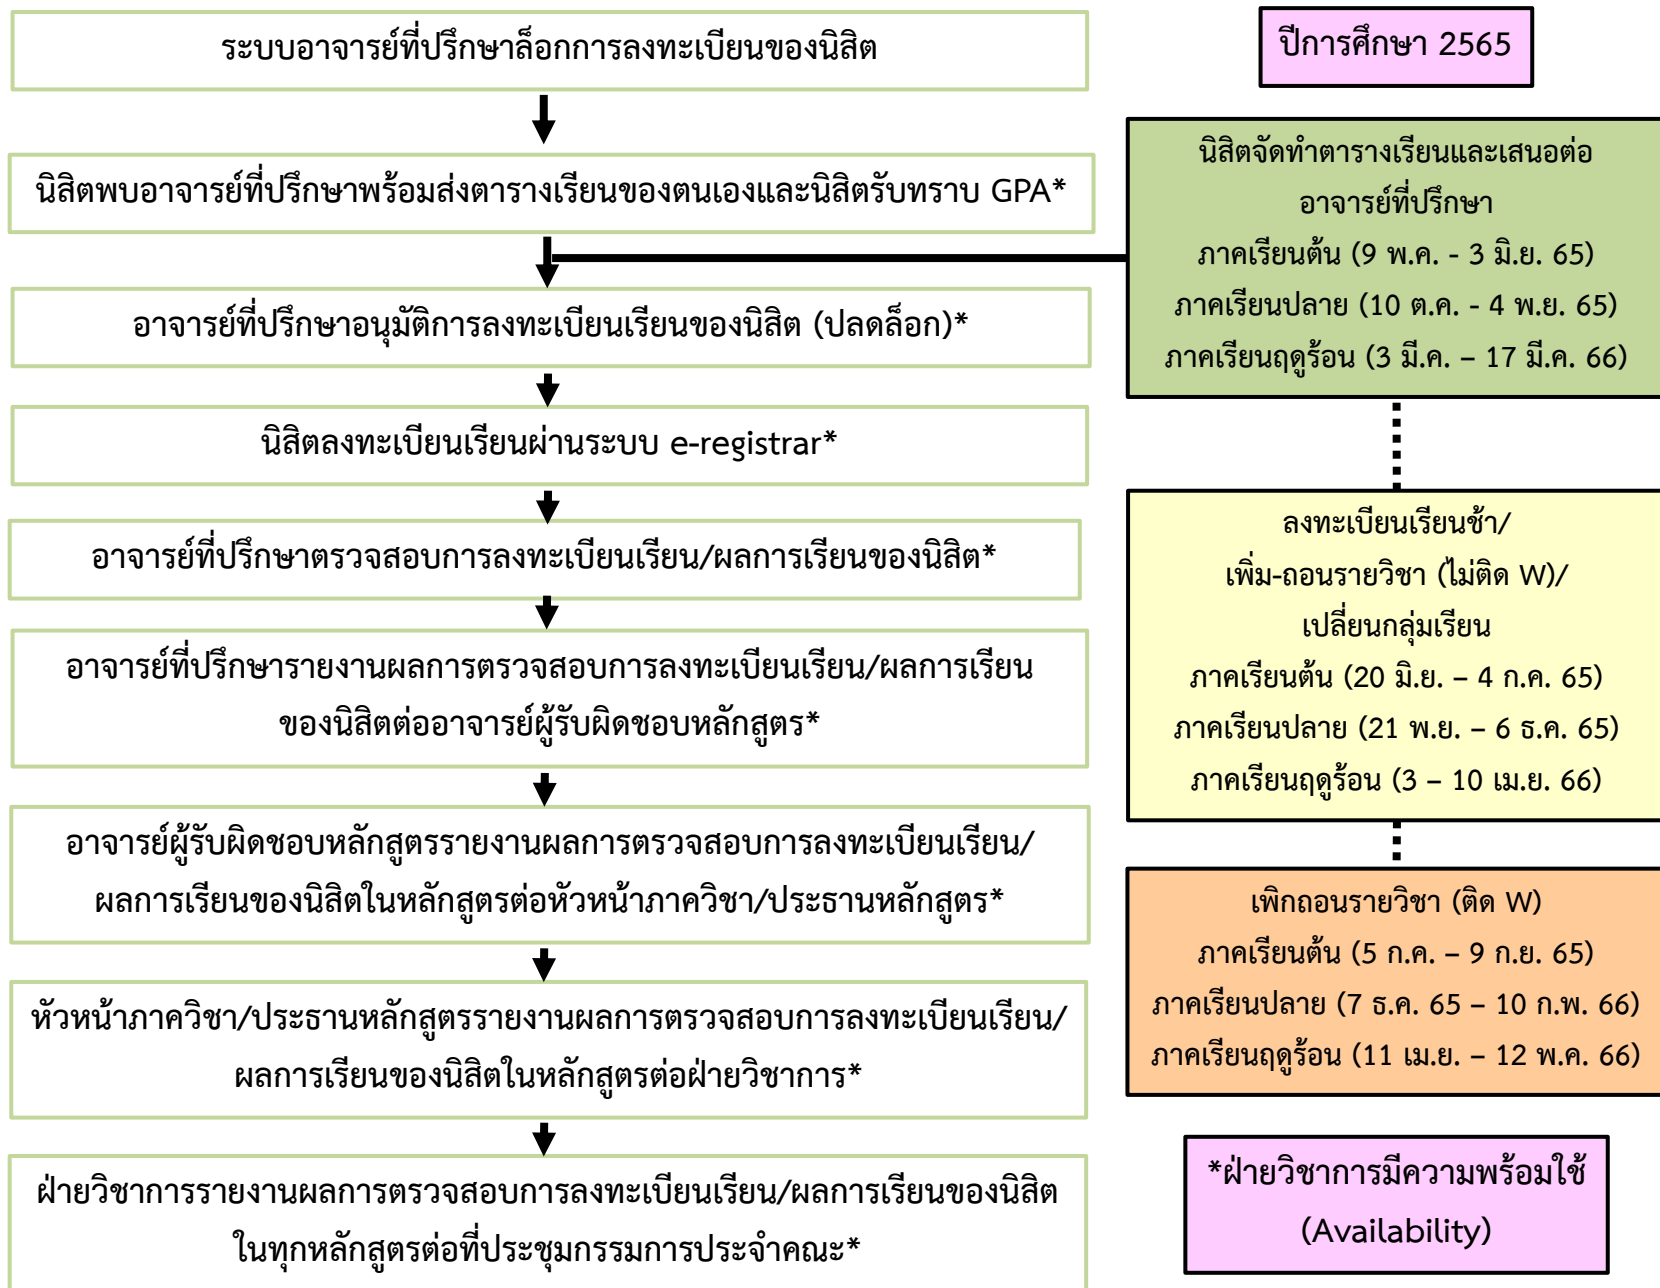 ระบบอาจารย์ที่ปรึกษาล็อกการลงทะเบียนของนิสิต
นิสิตพบอาจารย์ที่ปรึกษาพร้อมส่งตารางเรียนของตนเองและนิสิตรับทราบ GPA*
อาจารย์ที่ปรึกษาอนุมัติการลงทะเบียนเรียนของนิสิต (ปลดล็อก)*
นิสิตลงทะเบียนเรียนผ่านระบบ e-registrar*
อาจารย์ที่ปรึกษาตรวจสอบการลงทะเบียนเรียน/ผลการเรียนของนิสิต*
อาจารย์ที่ปรึกษารายงานผลการตรวจสอบการลงทะเบียนเรียน/ผลการเรียน
ของนิสิตต่ออาจารย์ผู้รับผิดชอบหลักสูตร*
อาจารย์ผู้รับผิดชอบหลักสูตรรายงานผลการตรวจสอบการลงทะเบียนเรียน/
ผลการเรียนของนิสิตในหลักสูตรต่อหัวหน้าภาควิชา/ประธานหลักสูตร*
หัวหน้าภาควิชา/ประธานหลักสูตรรายงานผลการตรวจสอบการลงทะเบียนเรียน/
ผลการเรียนของนิสิตในหลักสูตรต่อฝ่ายวิชาการ*
ฝ่ายวิชาการรายงานผลการตรวจสอบการลงทะเบียนเรียน/ผลการเรียนของนิสิต
ในทุกหลักสูตรต่อที่ประชุมกรรมการประจำคณะ*
ปีการศึกษา 2565
นิสิตจัดทำตารางเรียนและเสนอต่อ
อาจารย์ที่ปรึกษา
ภาคเรียนต้น (9 พ.ค. - 3 มิ.ย. 65)
ภาคเรียนปลาย (10 ต.ค. - 4 พ.ย. 65)
ภาคเรียนฤดูร้อน (3 มี.ค. – 17 มี.ค. 66)
ลงทะเบียนเรียนช้า/
เพิ่ม-ถอนรายวิชา (ไม่ติด W)/
เปลี่ยนกลุ่มเรียน
ภาคเรียนต้น (20 มิ.ย. – 4 ก.ค. 65)
ภาคเรียนปลาย (21 พ.ย. – 6 ธ.ค. 65)
ภาคเรียนฤดูร้อน (3 – 10 เม.ย. 66)
เพิกถอนรายวิชา (ติด W)
ภาคเรียนต้น (5 ก.ค. – 9 ก.ย. 65)
ภาคเรียนปลาย (7 ธ.ค. 65 – 10 ก.พ. 66)
ภาคเรียนฤดูร้อน (11 เม.ย. – 12 พ.ค. 66)
*ฝ่ายวิชาการมีความพร้อมใช้
(Availability)